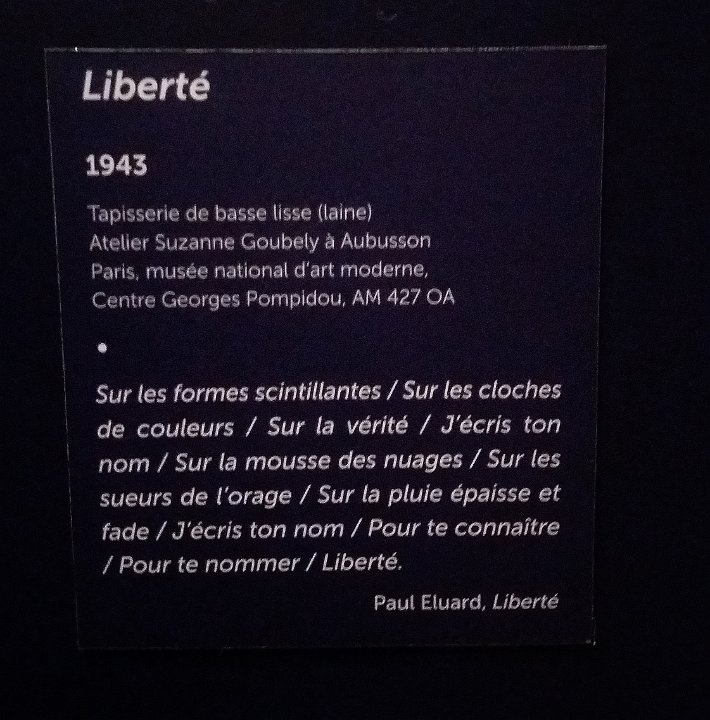 Liberté
1943
Tapisserie de basse lisse (laine)
Atelier Suzanne Goubely à Aubusson
Paris, musée national d'art moderne,
Centre Georges Pompidou, AM 427 OA
•
Sur les formes scintillantes / Sur les cloches
de couleurs / Sur la vérité / J'écris ton
nom / Sur la mousse des nuages / Sur les
sueurs de l'orage / Sur la pluie épaisse et
fade / J'écris ton nom / Pour te connaître
/ Pour te nommer / Liberté.
Paul Eluard, Liberté